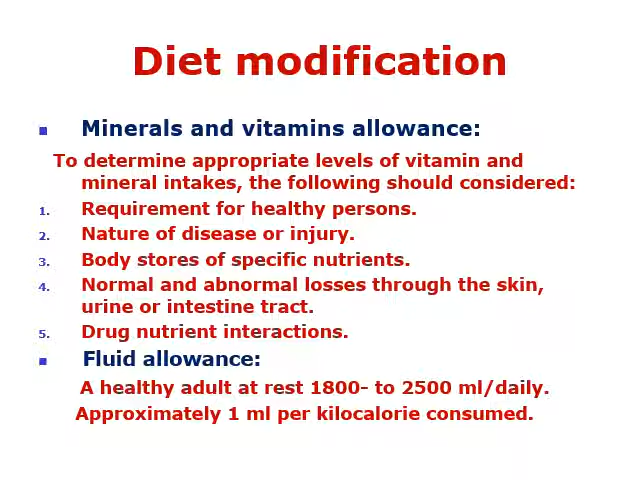 Diet modification
■ Minerals and vitamins allowance:
To determine appropriate levels of vitamin and
mineral intakes, the following should considered:
1. Requirement for healthy persons.
2. Nature of disease or injury.
3. Body stores of specific nutrients.
4. Normal and abnormal losses through the skin,
urine or intestine tract.
5. Drug nutrient interactions.
■ Fluid allowance:
A healthy adult at rest 1800- to 2500 ml/daily.
Approximately 1 ml per kilocalorie consumed.